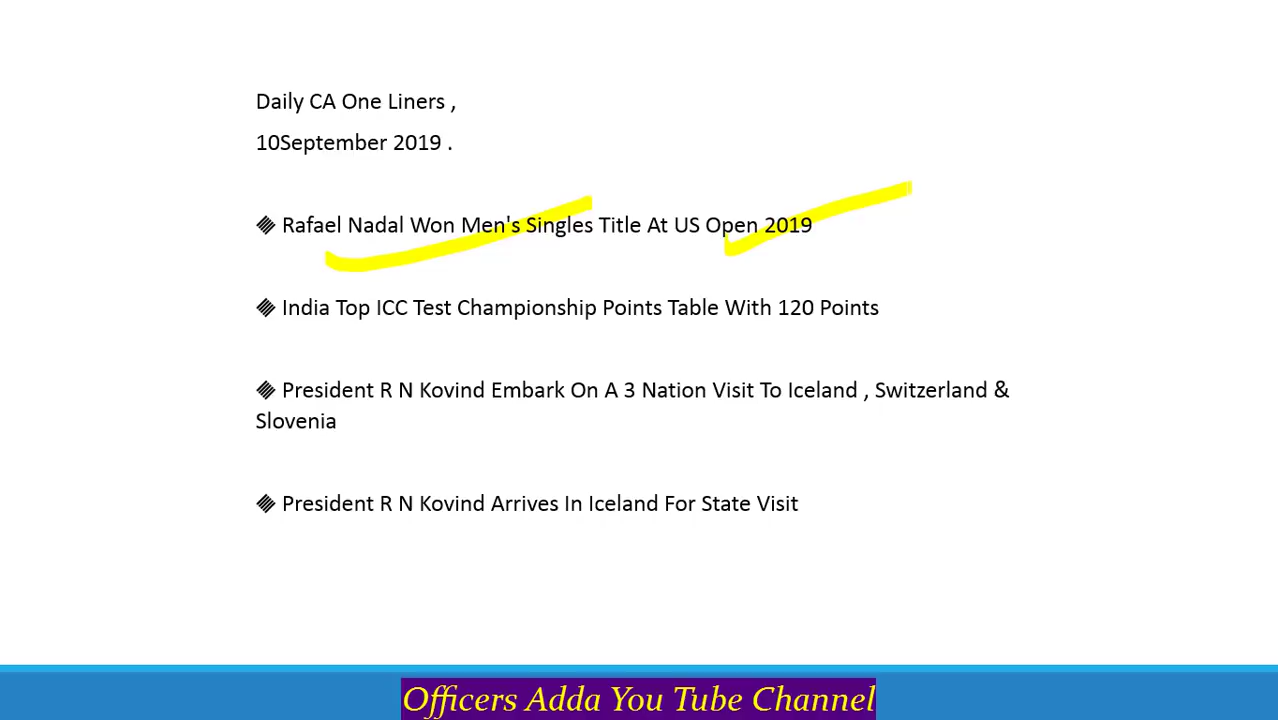 Daily CA One Liners ,
10September 2019 .
Rafael Nadal Won Men's Singles Title At US Open 2019
India Top ICC Test Championship Points Table With 120 Points
President R N Kovind Embark On A 3 Nation Visit To Iceland , Switzerland &
Slovenia
President R N Kovind Arrives In Iceland For State Visit
Officers Adda You Tube Channel